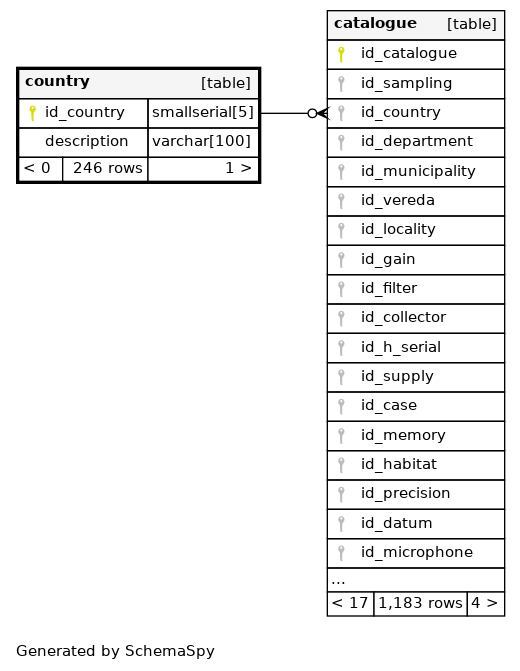 country [table]
id_country smallserial[5]
description varchar[100]
< 0 246 rows 1 >
catalogue [table]
id_catalogue
id_sampling
id_country
id_department
id_municipality
id_vereda
id_locality
id_gain
id_filter
id_collector
id_h_serial
id_supply
id_case
id_memory
id_habitat
id_precision
id_datum
id_microphone
...
< 17 1,183 rows 4 >
Generated by SchemaSpy